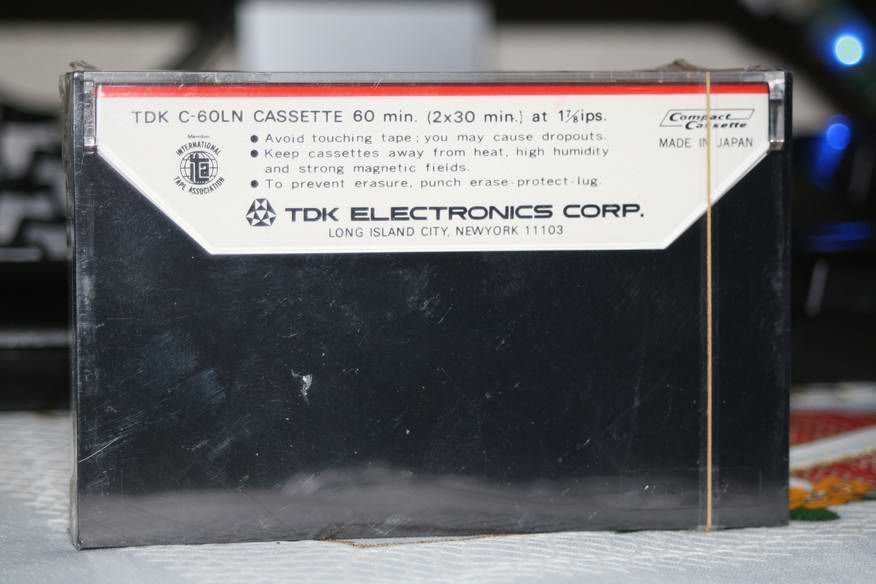 TDK C-60LN CASSETTE 60 min. (2x30 min.) at 1⅞ips.
Compact
Cassette
MADE IN JAPAN
Member
INTERNATIONAL
ita
TAPE ASSOCIATION
• Avoid touching tape; you may cause dropouts.
• Keep cassettes away from heat, high humidity
and strong magnetic fields.
• To prevent erasure, punch erase-protect-lug.
TDK ELECTRONICS CORP.
LONG ISLAND CITY, NEWYORK 11103